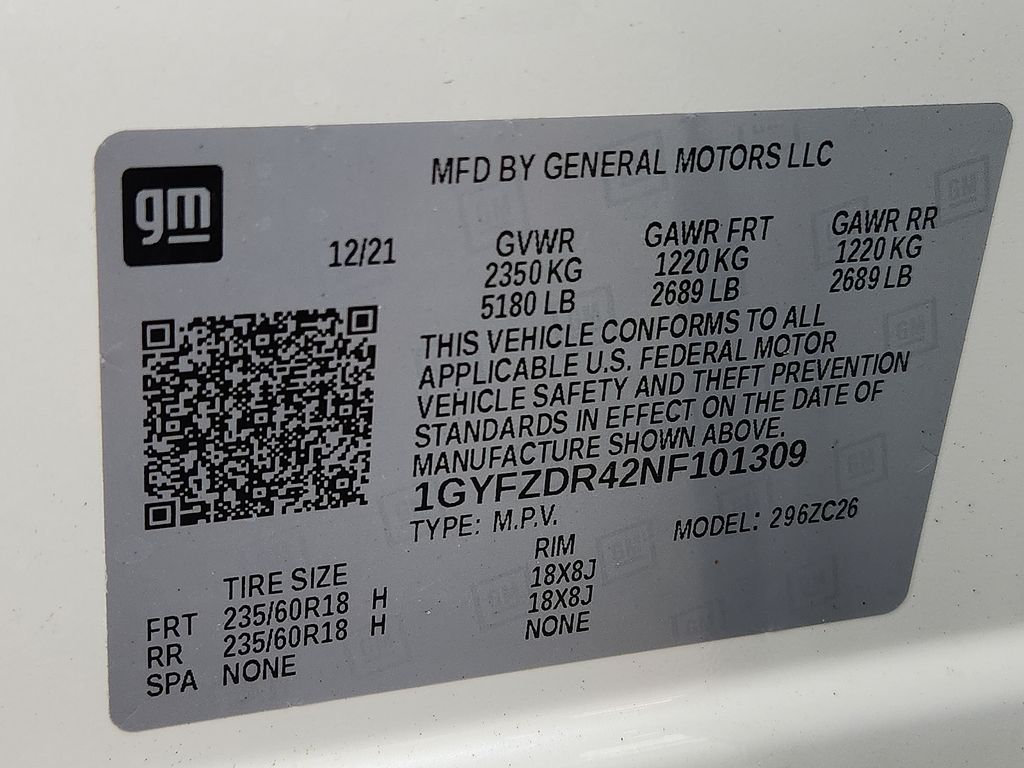 gm
MFD BY GENERAL MOTORS LLC
12/21
GVWR GAWR FRT GAWR RR
2350 KG 1220 KG 1220 KG
5180 LB 2689 LB 2689 LB
THIS VEHICLE CONFORMS TO ALL
APPLICABLE U.S. FEDERAL MOTOR
VEHICLE SAFETY AND THEFT PREVENTION
STANDARDS IN EFFECT ON THE DATE OF
MANUFACTURE SHOWN ABOVE.
1GYFZDR42NF101309
TYPE: M.P.V. MODEL: 296ZC26
TIRE SIZE RIM
FRT 235/60R18 H 18X8J
RR 235/60R18 H 18X8J
SPA NONE NONE